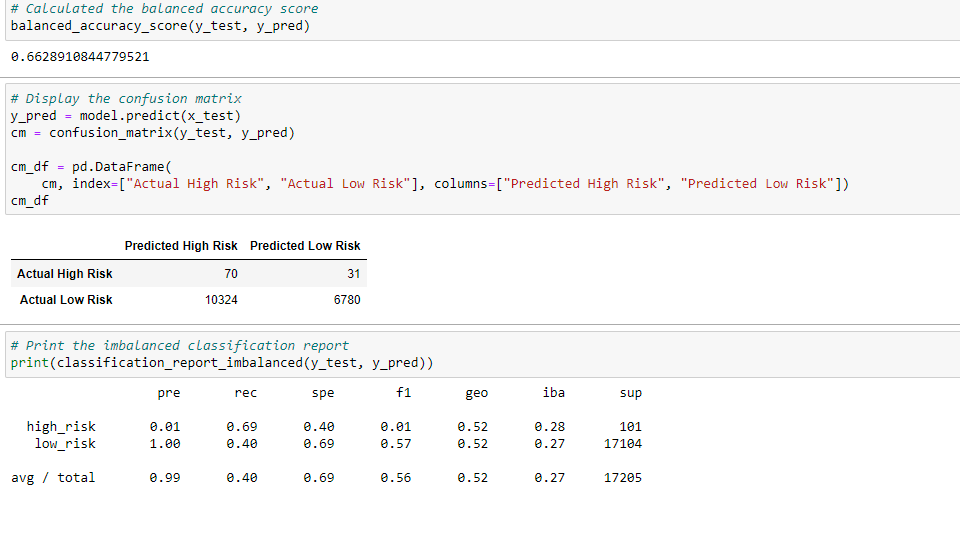 # Calculated the balanced accuracy score
balanced_accuracy_score(y_test, y_pred)
0.6628910844779521
# Display the confusion matrix
y_pred = model.predict(x_test)
cm = confusion_matrix(y_test, y_pred)
cm_df = pd.DataFrame(
cm, index=["Actual High Risk", "Actual Low Risk"], columns=["Predicted High Risk", "Predicted Low Risk"])
cm_df
Predicted High Risk Predicted Low Risk
Actual High Risk 70 31
Actual Low Risk 10324 6780
# Print the imbalanced classification report
print(classification_report_imbalanced(y_test, y_pred))
pre rec spe f1 geo iba sup
high_risk 0.01 0.69 0.40 0.01 0.52 0.28 101
low_risk 1.00 0.40 0.69 0.57 0.52 0.27 17104
avg / total 0.99 0.40 0.69 0.56 0.52 0.27 17205